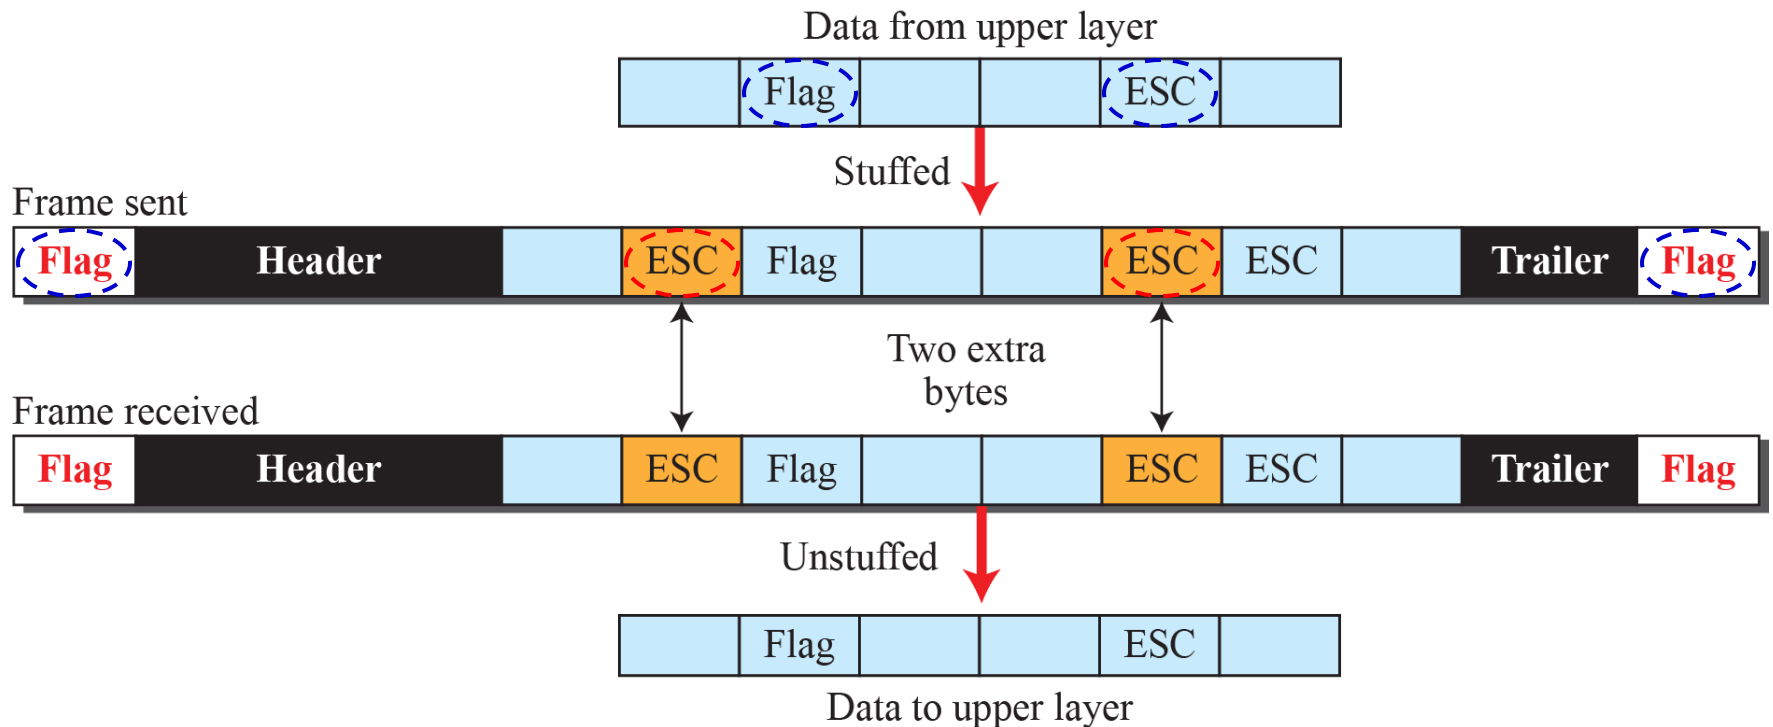 Data from upper layer
Flag ESC
Stuffed
Frame sent
Flag Header ESC Flag ESC ESC Trailer Flag
Two extra
bytes
Frame received
Flag Header ESC Flag ESC ESC Trailer Flag
Unstuffed
Flag ESC
Data to upper layer